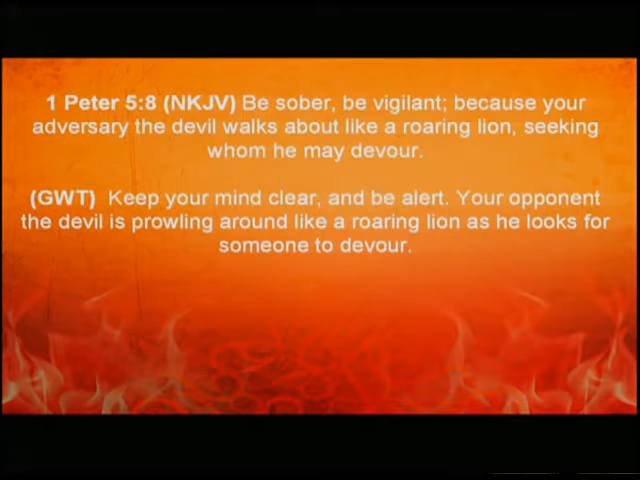 1 Peter 5:8 (NKJV) Be sober, be vigilant; because your
adversary the devil walks about like a roaring lion, seeking
whom he may devour.
(GWT)  Keep your mind clear, and be alert. Your opponent
the devil is prowling around like a roaring lion as he looks for
someone to devour.